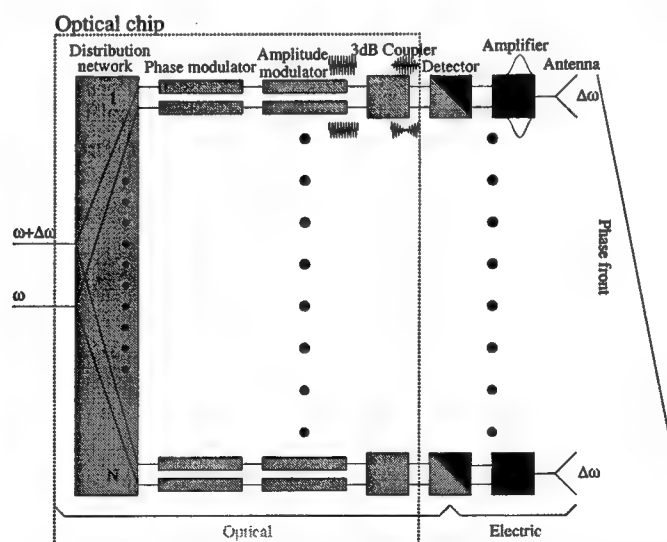 Optical chip
Distribution network
Phase modulator
Amplitude modulator
3dB Coupler
Detector
Amplifier
Antenna
1
Δω
ω+Δω
ω
Phase front
N
Δω
Optical
Electric